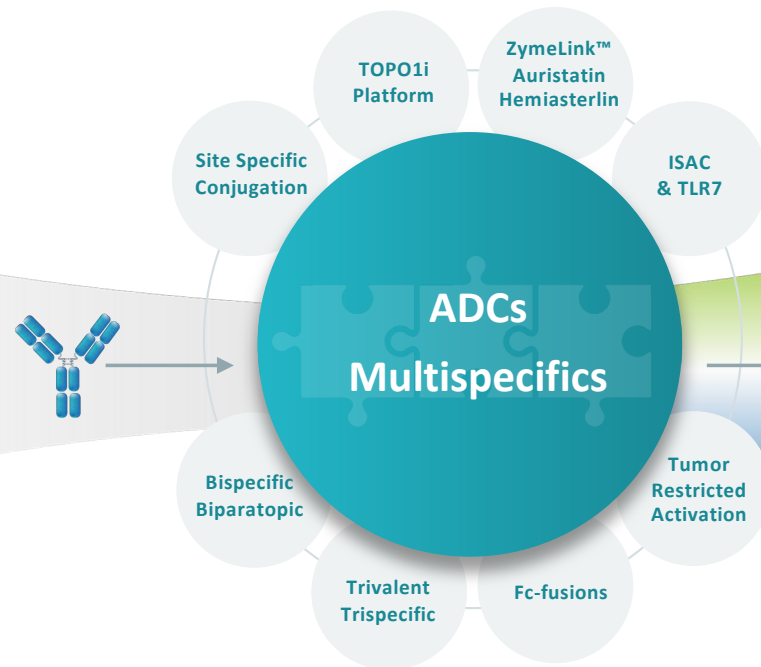 TOPO1i
Platform
ZymeLink™
Auristatin
Hemiasterlin
Site Specific
Conjugation
ISAC
& TLR7
ADCs
Multispecifics
Bispecific
Biparatopic
Tumor
Restricted
Activation
Trivalent
Trispecific
Fc-fusions